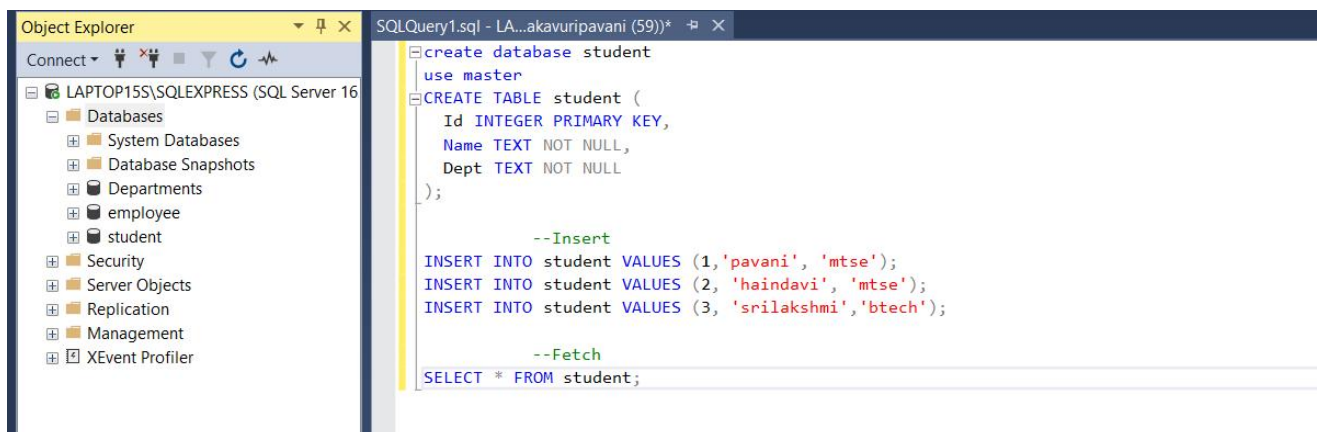 Object Explorer
Connect
LAPTOP15S\SQLEXPRESS (SQL Server 16
Databases
System Databases
Database Snapshots
Departments
employee
student
Security
Server Objects
Replication
Management
XEvent Profiler
SQLQuery1.sql - LA...akavuripavani (59))*
create database student
use master
CREATE TABLE student (
Id INTEGER PRIMARY KEY,
Name TEXT NOT NULL,
Dept TEXT NOT NULL
);
--Insert
INSERT INTO student VALUES (1,'pavani', 'mtse');
INSERT INTO student VALUES (2, 'haindavi', 'mtse');
INSERT INTO student VALUES (3, 'srilakshmi','btech');
--Fetch
SELECT * FROM student;